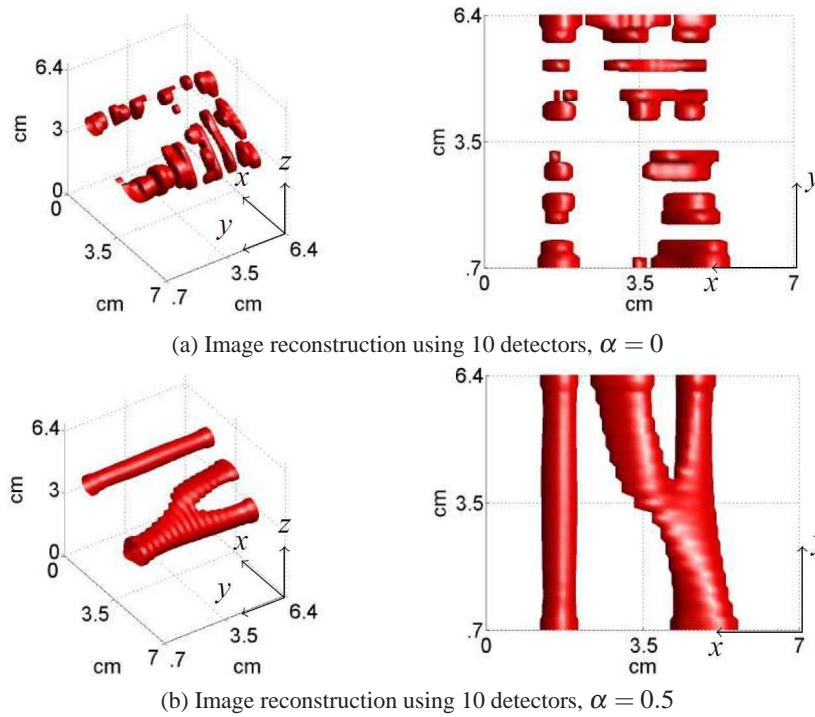 6.4
cm
3
0
0
3.5
cm
7
.7
3.5
cm
6.4
x
y
z
6.4
cm
3.5
.7
0
3.5
cm
7
x
y
(a) Image reconstruction using 10 detectors, α = 0
6.4
cm
3
0
0
3.5
cm
7
.7
3.5
cm
6.4
x
y
z
6.4
cm
3.5
.7
0
3.5
cm
7
x
(b) Image reconstruction using 10 detectors, α = 0.5